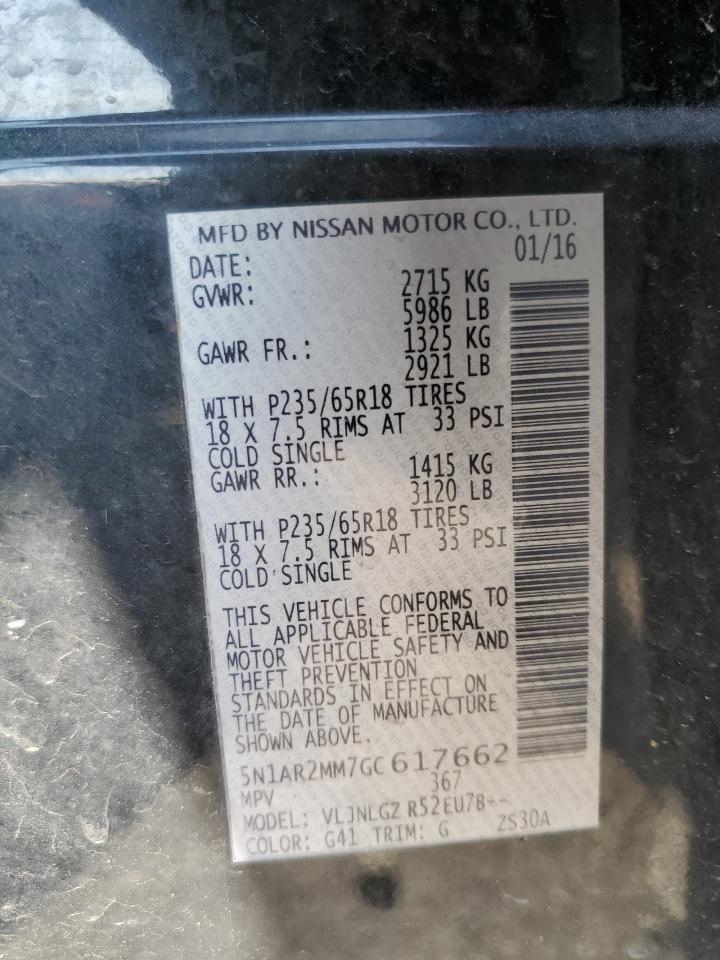 MFD BY NISSAN MOTOR CO., LTD.
DATE: 01/16
GVWR: 2715 KG
5986 LB
GAWR FR.: 1325 KG
2921 LB
WITH P235/65R18 TIRES
18 X 7.5 RIMS AT 33 PSI
COLD SINGLE
GAWR RR.: 1415 KG
3120 LB
WITH P235/65R18 TIRES
18 X 7.5 RIMS AT 33 PSI
COLD SINGLE
THIS VEHICLE CONFORMS TO
ALL APPLICABLE FEDERAL
MOTOR VEHICLE SAFETY AND
THEFT PREVENTION
STANDARDS IN EFFECT ON
THE DATE OF MANUFACTURE
SHOWN ABOVE.
5N1AR2MM7GC617662
MPV 367
MODEL: VLJNLGZ R52EU7B--
COLOR: G41 TRIM: G ZS30A